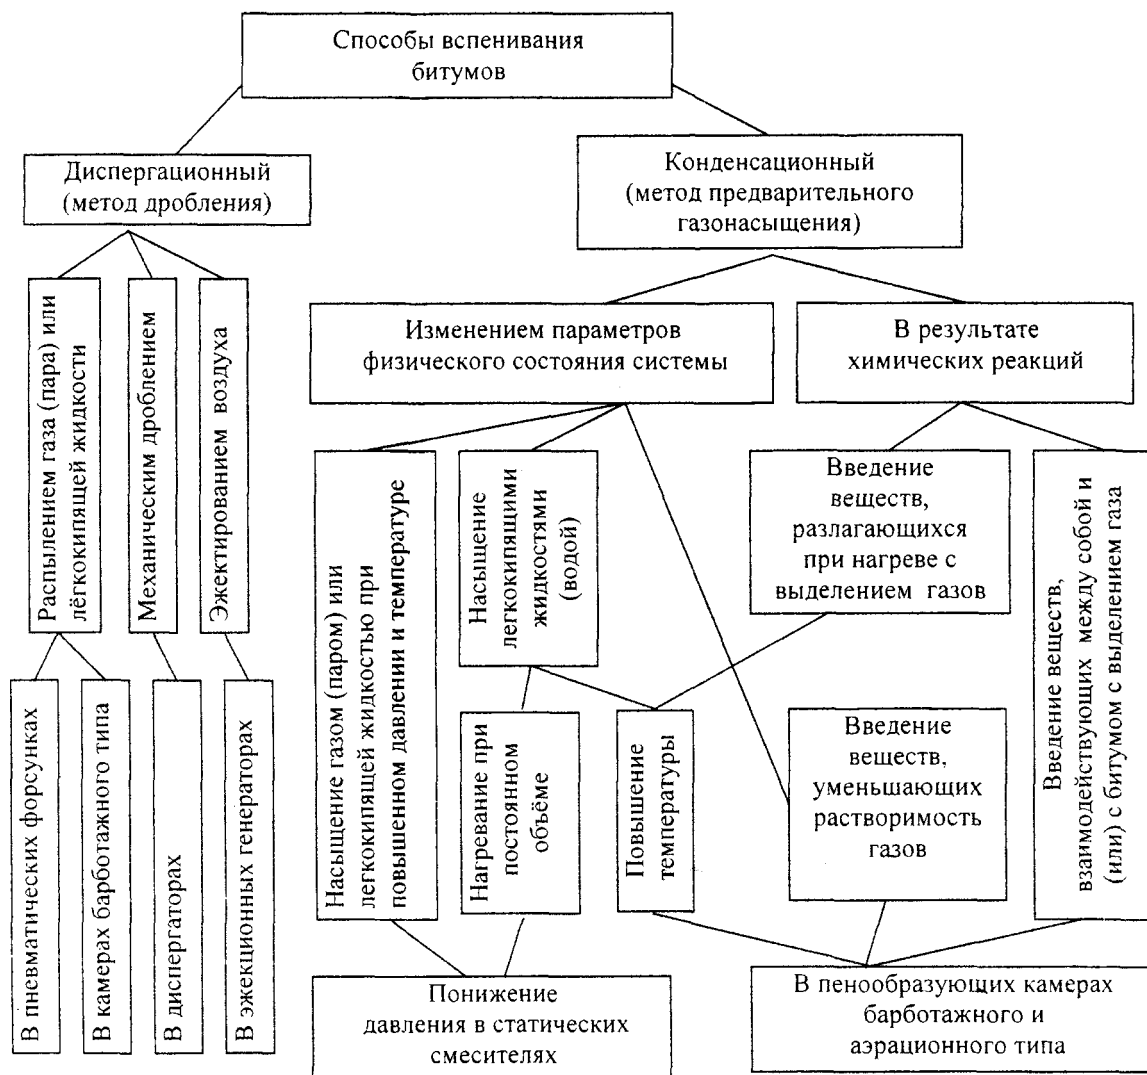 Способы вспенивания
битумов
Диспергационный
(метод дробления)
Конденсационный
(метод предварительного
газонасыщения)
Распылением газа (пара) или
лёгкокипящей жидкости
Механическим дроблением
Эжектированием воздуха
Изменением параметров
физического состояния системы
В результате
химических реакций
Насыщение газом (паром) или
легкокипящей жидкостью при
повышенном давлении и температуре
Насыщение
легкокипящими
жидкостями
(водой)
Введение
веществ,
разлагающихся
при нагреве с
выделением газов
Введение веществ,
взаимодействующих между собой и
(или) с битумом с выделением газа
В пневматических форсунках
В камерах барботажного типа
В диспергаторах
В эжекционных генераторах
Нагревание при
постоянном
объёме
Повышение
температуры
Введение
веществ,
уменьшающих
растворимость
газов
Понижение
давления в статических
смесителях
В пенообразующих камерах
барботажного и
аэрационного типа